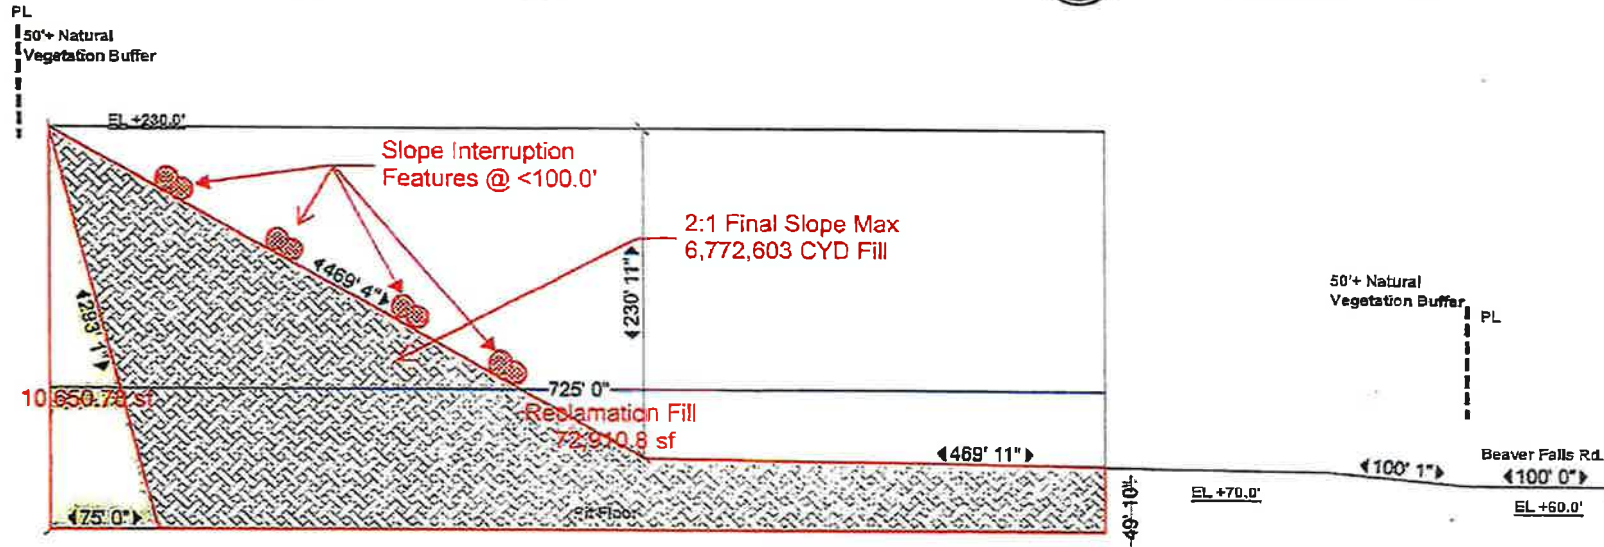 PL
50'+ Natural
Vegetation Buffer
EL +230.0'
Slope Interruption
Features @ <100.0'
2:1 Final Slope Max
6,772,603 CYD Fill
469' 4"
230' 11"
293' 1"
50'+ Natural
Vegetation Buffer
PL
725' 0"
10,650.78 sf
Reclamation Fill
72,910.8 sf
469' 11"
Beaver Falls Rd.
100' 1"
100' 0"
EL +70.0'
EL +60.0'
49' 10"
75' 0"
Pit Floor